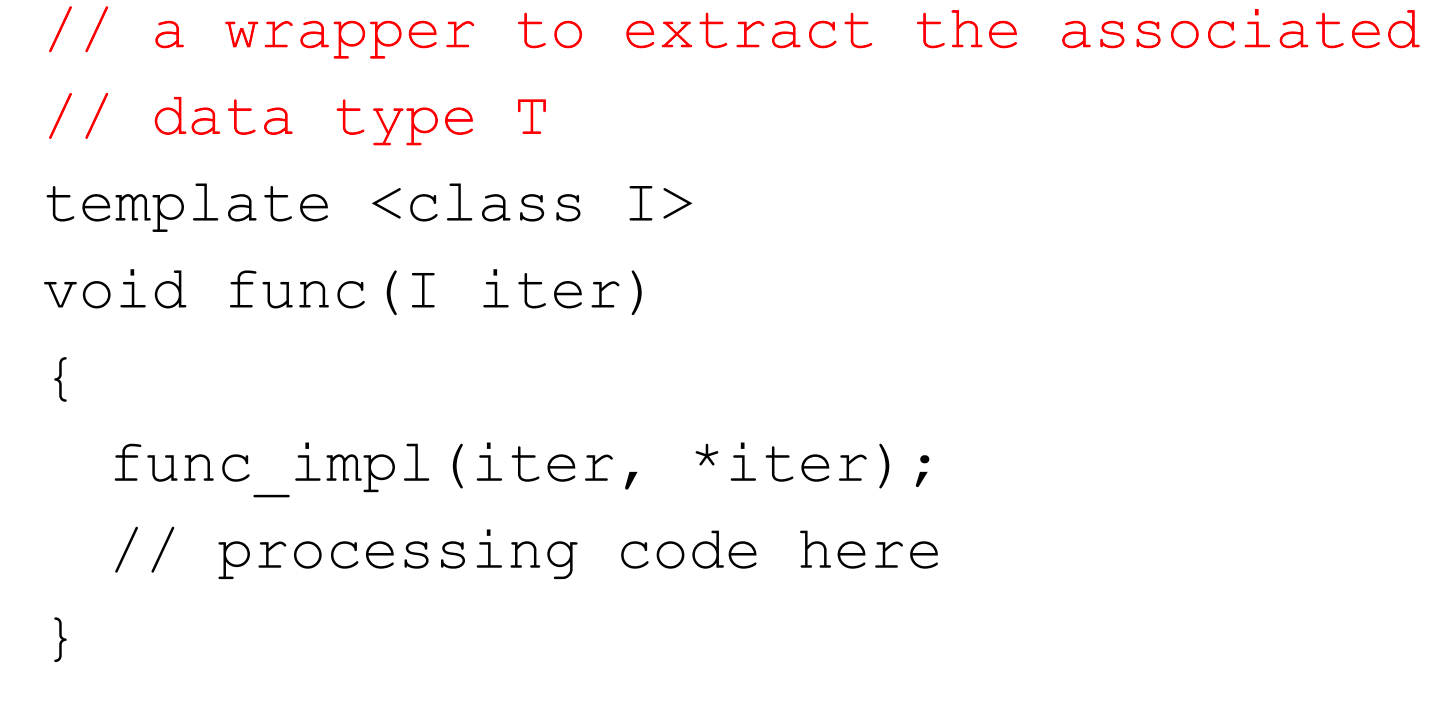 // a wrapper to extract the associated
// data type T
template <class I>
void func(I iter)
{
func_impl(iter, *iter);
// processing code here
}